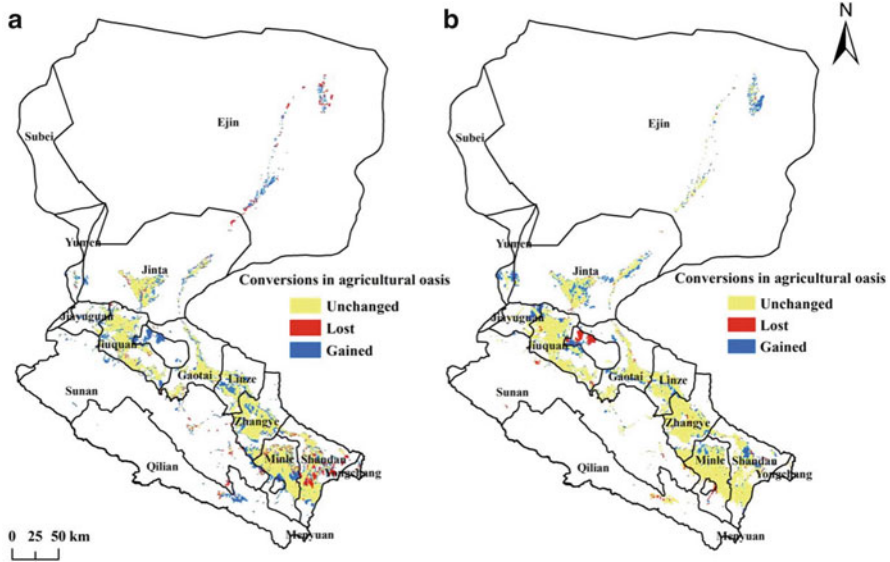 a
Ejin
Subei
Yumen
Jinta
Conversions in agricultural oasis
Unchanged
Lost
Gained
Jiayuguan
Jiuquan
Gaotai
Linze
Sunan
Zhangye
Qilian
Minle
Shandan
Yongchang
Menyuan
0 25 50 km
b
N
Ejin
Subei
Yumen
Jinta
Conversions in agricultural oasis
Unchanged
Lost
Gained
Jiayuguan
Jiuquan
Gaotai
Linze
Sunan
Zhangye
Qilian
Minle
Shandan
Yongchang
Menyuan